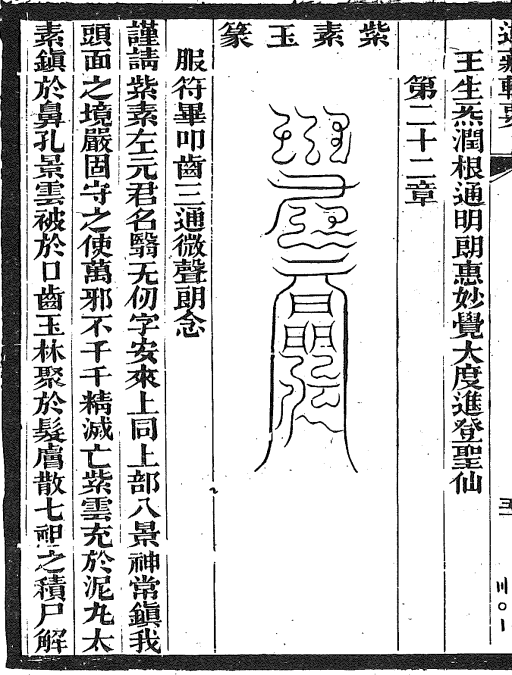 王生炁潤根通明朗惠妙覺大度進登聖仙
第二十二章
紫素玉篆
服符畢叩齒三通微聲朗念
謹請紫素左元君名翳无仞字安來上同上部八景神常鎮我
頭面之境嚴固守之使萬邪不干千精滅亡紫雲充於泥丸太
素鎮於鼻孔景雲被於口齒玉林聚於髮膚散七祖之積尸解